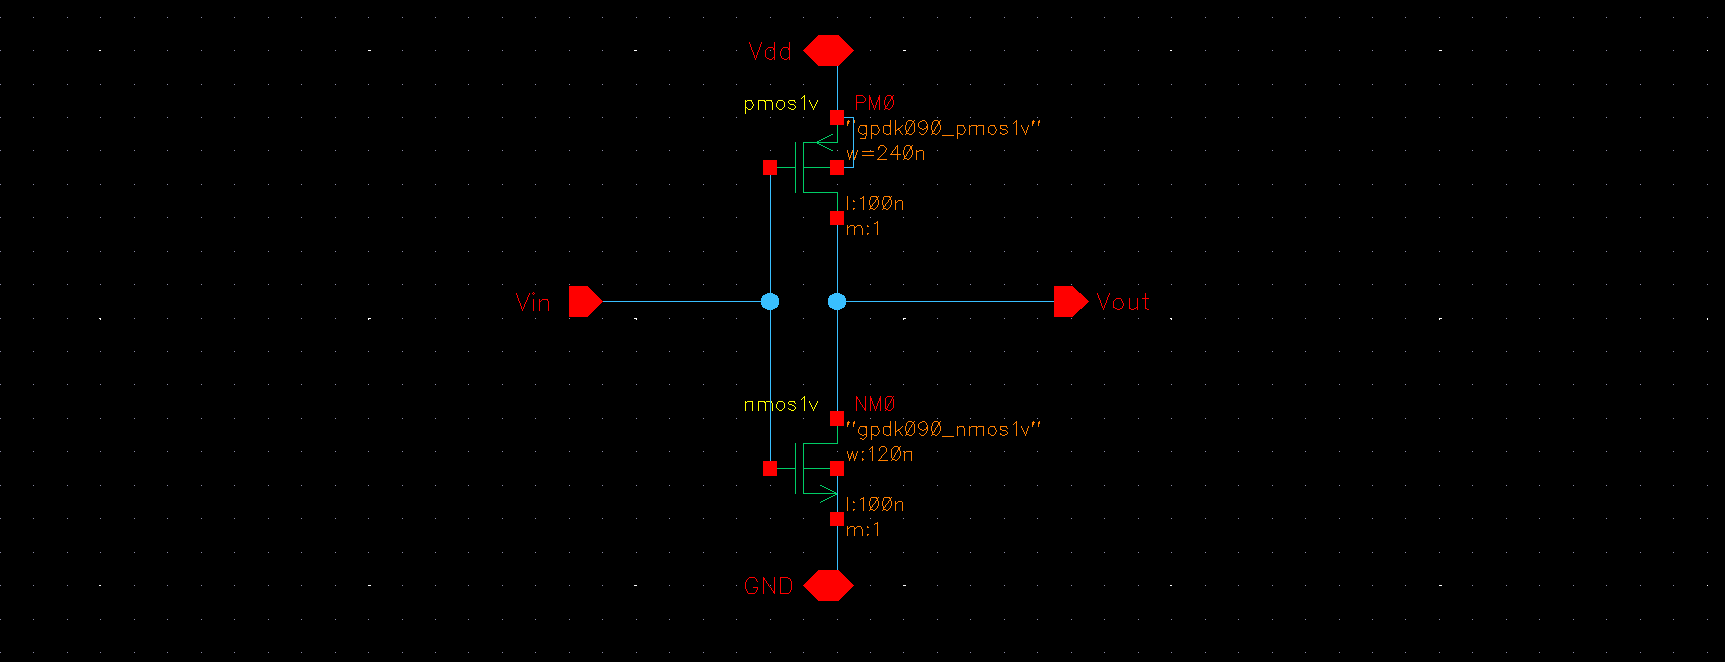 Vdd
pmos1v
PM0
"gpdk090_pmos1v"
w=240n
l:100n
m:1
Vin
Vout
nmos1v
NM0
"gpdk090_nmos1v"
w:120n
l:100n
m:1
GND